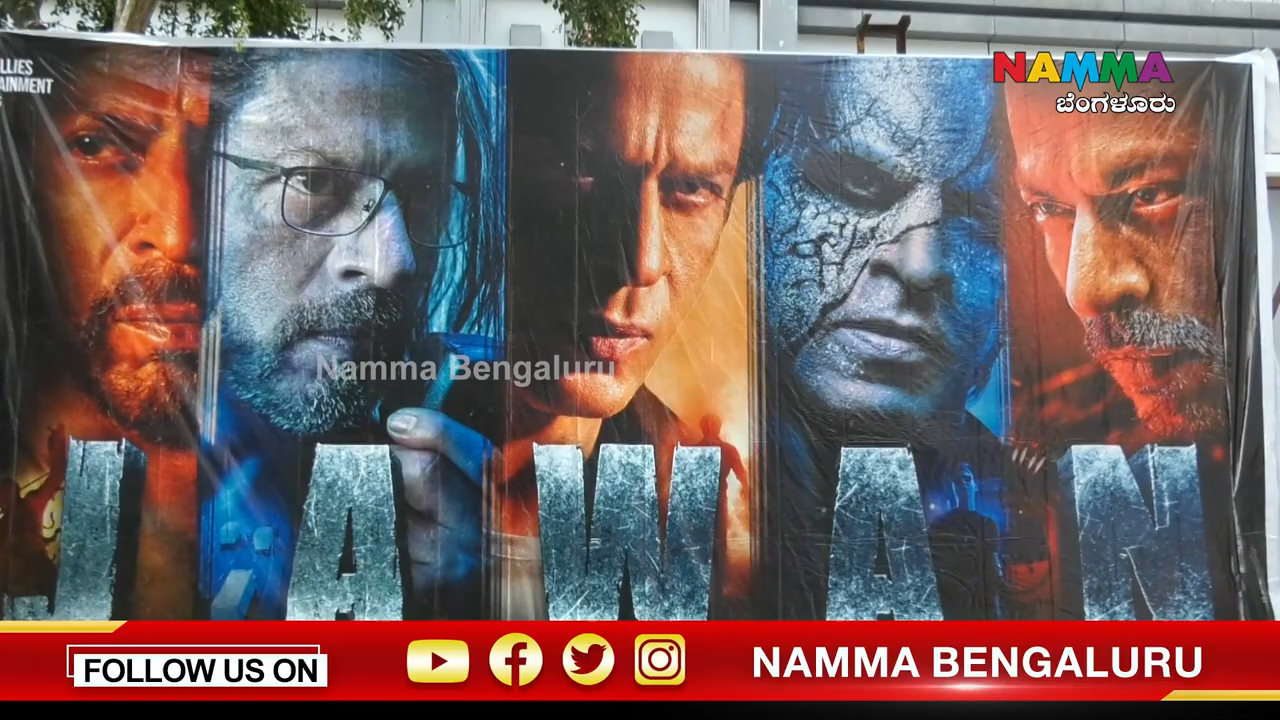 LLIES
AINMENT
NAMMA
ಬೆಂಗಳೂರು
Namma Bengaluru
JAWAN
FOLLOW US ON
NAMMA BENGALURU